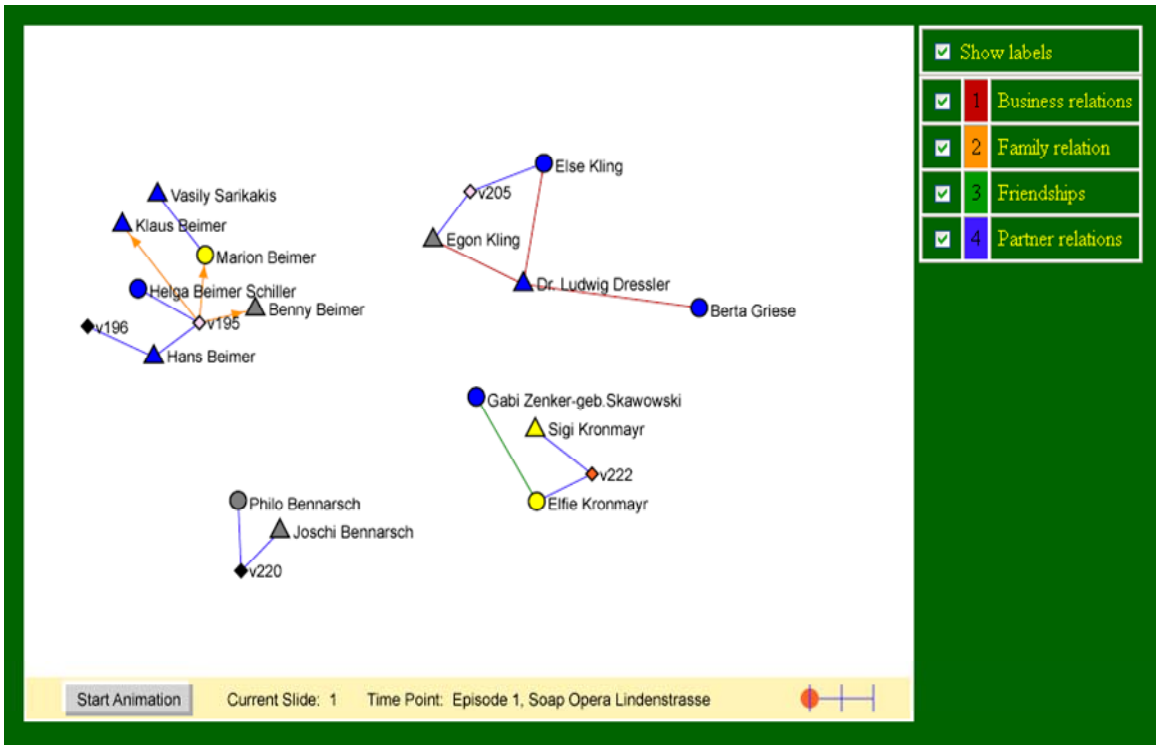 Show labels
1 Business relations
2 Family relation
3 Friendships
4 Partner relations
Else Kling
v205
Vasily Sarikakis
Klaus Beimer
Egon Kling
Marion Beimer
Dr. Ludwig Dressler
Helga Beimer Schiller
Benny Beimer
Berta Griese
v195
v196
Hans Beimer
Gabi Zenker-geb.Skawowski
Sigi Kronmayr
v222
Philo Bennarsch
Elfie Kronmayr
Joschi Bennarsch
v220
Start Animation Current Slide: 1 Time Point: Episode 1, Soap Opera Lindenstrasse